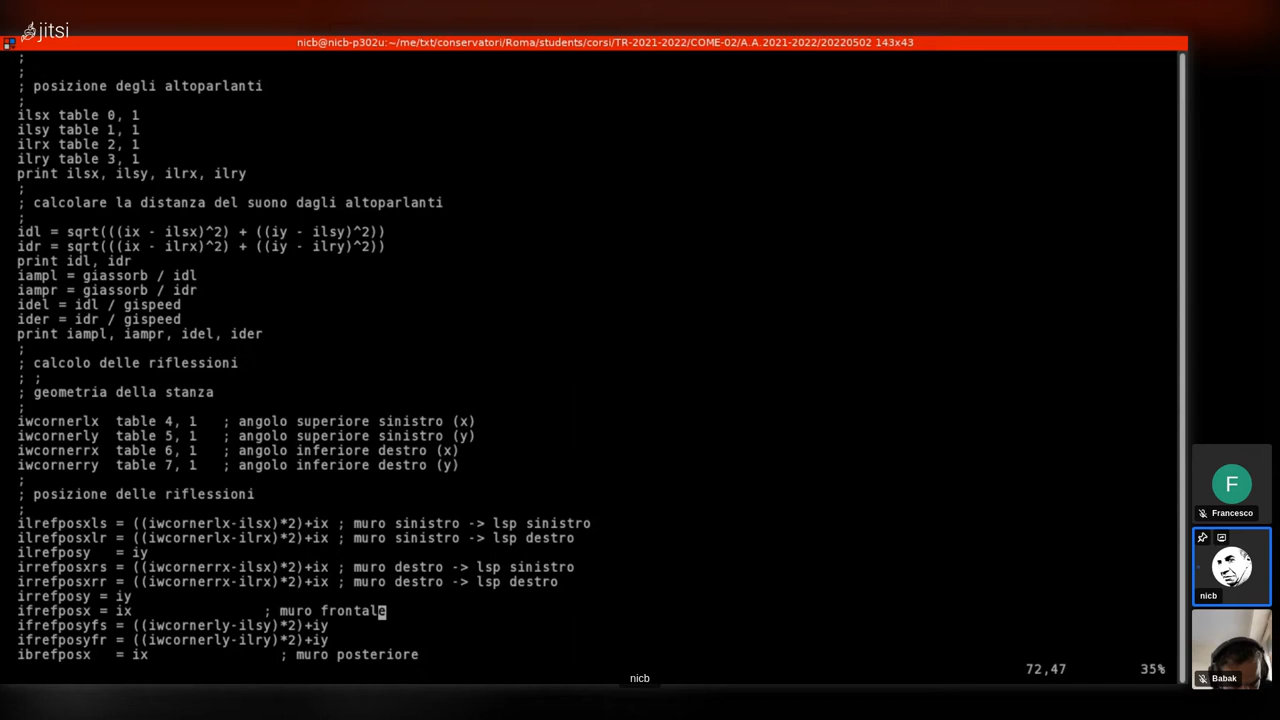 jitsi
nicb@nicb-p302u:~/me/txt/conservatori/Roma/students/corsi/TR-2021-2022/COME-02/A.A.2021-2022/20220502 143x43
;
;
; posizione degli altoparlanti
;
ilsx table 0, 1
ilsy table 1, 1
ilrx table 2, 1
ilry table 3, 1
print ilsx, ilsy, ilrx, ilry
;
; calcolare la distanza del suono dagli altoparlanti
;
idl = sqrt(((ix - ilsx)^2) + ((iy - ilsy)^2))
idr = sqrt(((ix - ilrx)^2) + ((iy - ilry)^2))
print idl, idr
iampl = giassorb / idl
iampr = giassorb / idr
idel = idl / gispeed
ider = idr / gispeed
print iampl, iampr, idel, ider
;
; calcolo delle riflessioni
; ;
; geometria della stanza
;
iwcornerlx  table 4, 1   ; angolo superiore sinistro (x)
iwcornerly  table 5, 1   ; angolo superiore sinistro (y)
iwcornerrx  table 6, 1   ; angolo inferiore destro (x)
iwcornerry  table 7, 1   ; angolo inferiore destro (y)
;
; posizione delle riflessioni
;
ilrefposxls = ((iwcornerlx-ilsx)*2)+ix ; muro sinistro -> lsp sinistro
ilrefposxlr = ((iwcornerlx-ilrx)*2)+ix ; muro sinistro -> lsp destro
ilrefposy   = iy
irrefposxrs = ((iwcornerrx-ilsx)*2)+ix ; muro destro -> lsp sinistro
irrefposxrr = ((iwcornerrx-ilrx)*2)+ix ; muro destro -> lsp destro
irrefposy = iy
ifrefposx = ix                ; muro frontale
ifrefposyfs = ((iwcornerly-ilsy)*2)+iy
ifrefposyfr = ((iwcornerly-ilry)*2)+iy
ibrefposx   = ix                ; muro posteriore
72,47         35%
nicb
F
Francesco
nicb
Babak